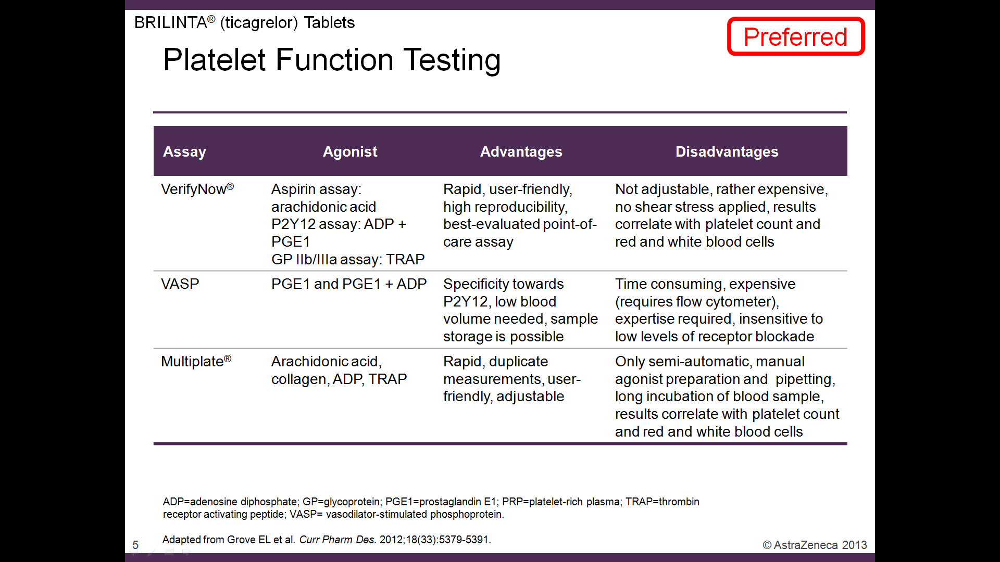 BRILINTA® (ticagrelor) Tablets
Preferred
Platelet Function Testing
Assay Agonist Advantages Disadvantages
VerifyNow®
Aspirin assay:
arachidonic acid
P2Y12 assay: ADP +
PGE1
GP IIb/IIIa assay: TRAP
Rapid, user-friendly,
high reproducibility,
best-evaluated point-of-
care assay
Not adjustable, rather expensive,
no shear stress applied, results
correlate with platelet count and
red and white blood cells
VASP
PGE1 and PGE1 + ADP
Specificity towards
P2Y12, low blood
volume needed, sample
storage is possible
Time consuming, expensive
(requires flow cytometer),
expertise required, insensitive to
low levels of receptor blockade
Multiplate®
Arachidonic acid,
collagen, ADP, TRAP
Rapid, duplicate
measurements, user-
friendly, adjustable
Only semi-automatic, manual
agonist preparation and pipetting,
long incubation of blood sample,
results correlate with platelet count
and red and white blood cells
ADP=adenosine diphosphate; GP=glycoprotein; PGE1=prostaglandin E1; PRP=platelet-rich plasma; TRAP=thrombin
receptor activating peptide; VASP= vasodilator-stimulated phosphoprotein.
Adapted from Grove EL et al. Curr Pharm Des. 2012;18(33):5379-5391.
5
© AstraZeneca 2013